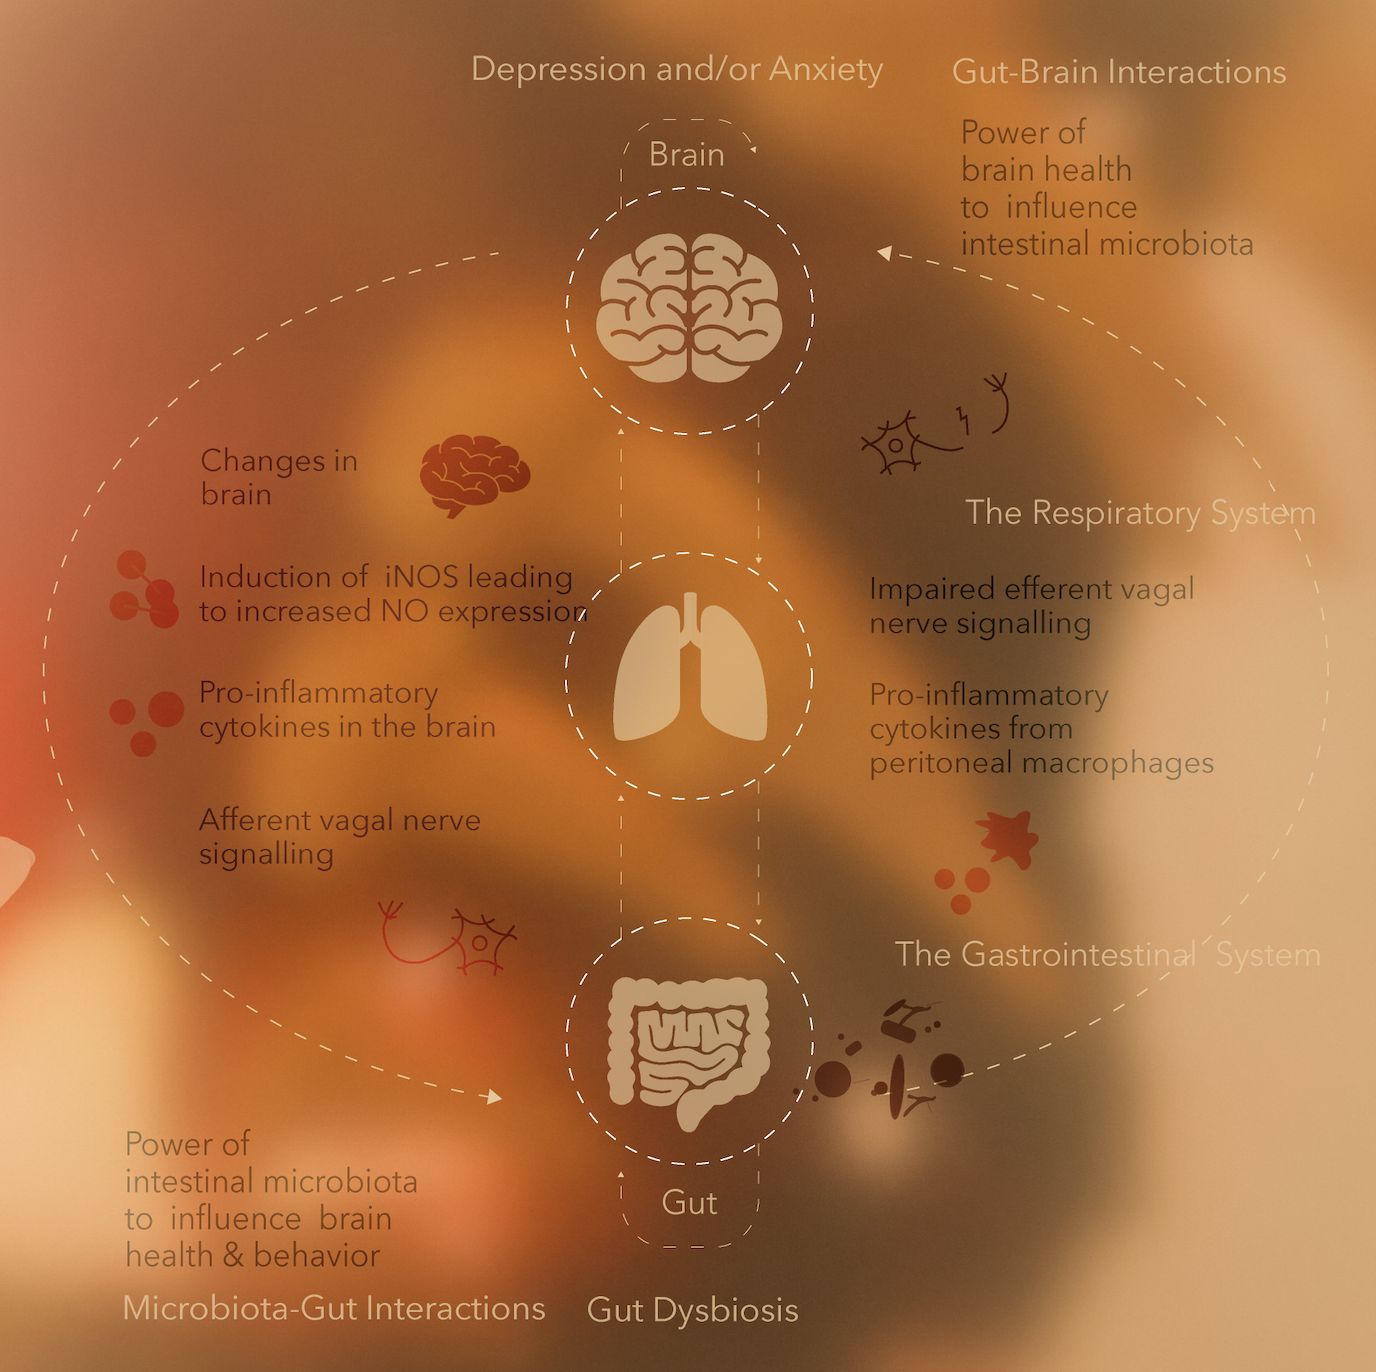 Depression and/or Anxiety
Gut-Brain Interactions
Power of
brain health
to influence
intestinal microbiota
Brain
Changes in
brain
Induction of iNOS leading
to increased NO expression
Pro-inflammatory
cytokines in the brain
Afferent vagal nerve
signalling
The Respiratory System
Impaired efferent vagal
nerve signalling
Pro-inflammatory
cytokines from
peritoneal macrophages
The Gastrointestinal System
Power of
intestinal microbiota
to influence brain
health & behavior
Gut
Microbiota-Gut Interactions
Gut Dysbiosis